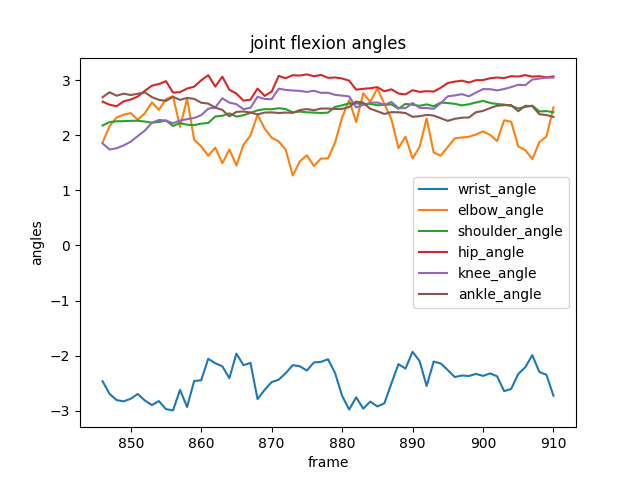 joint flexion angles
3
2
1
0
−1
−2
−3
angles
850
860
870
880
890
900
910
frame
wrist_angle
elbow_angle
shoulder_angle
hip_angle
knee_angle
ankle_angle